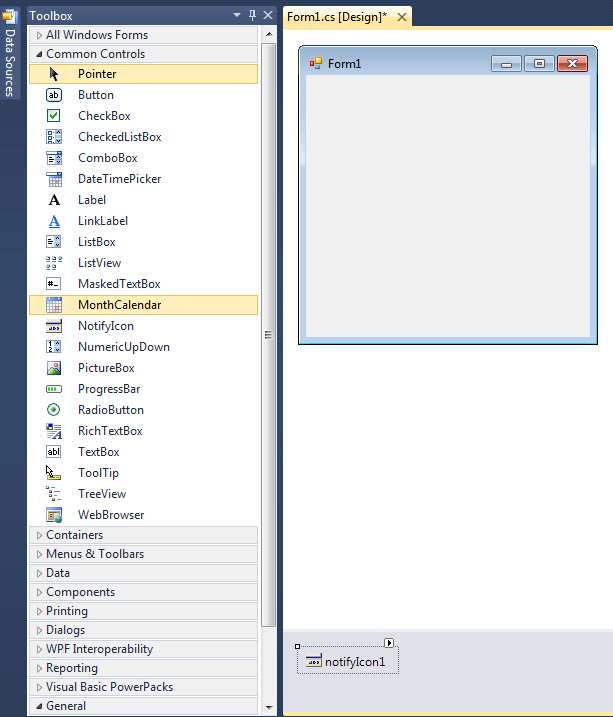 Data Sources
Toolbox
All Windows Forms
Common Controls
Pointer
ab Button
CheckBox
CheckedListBox
ComboBox
DateTimePicker
A Label
A LinkLabel
ListBox
ListView
#- MaskedTextBox
MonthCalendar
NotifyIcon
NumericUpDown
PictureBox
ProgressBar
RadioButton
RichTextBox
abl TextBox
ToolTip
TreeView
WebBrowser
Containers
Menus & Toolbars
Data
Components
Printing
Dialogs
WPF Interoperability
Reporting
Visual Basic PowerPacks
General
Form1.cs [Design]*
Form1
notifyIcon1